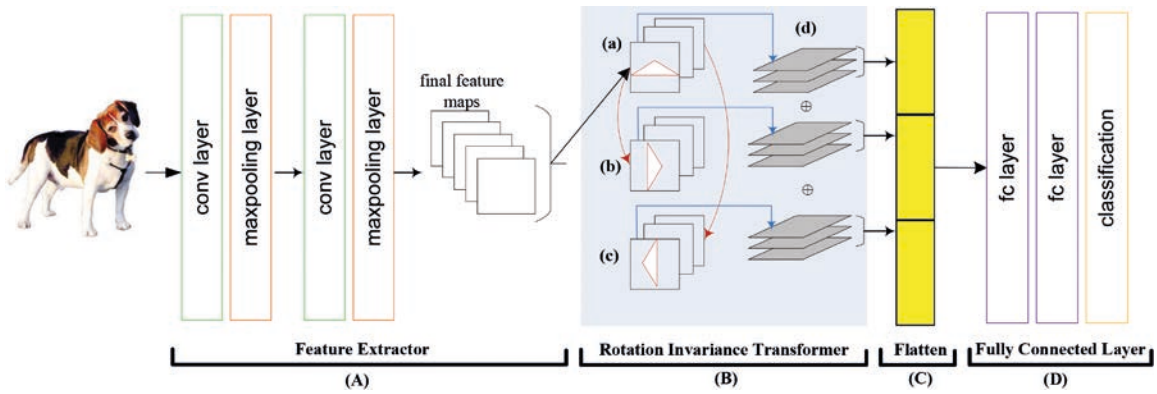 conv layer
maxpooling layer
conv layer
maxpooling layer
final feature
maps
(a)
(b)
(c)
(d)
⊕
⊕
fc layer
fc layer
classification
Feature Extractor
(A)
Rotation Invariance Transformer
(B)
Flatten
(C)
Fully Connected Layer
(D)